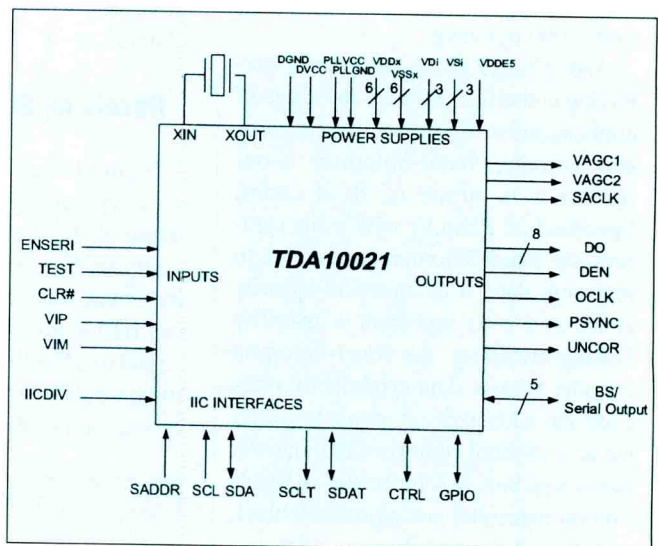 DGND PLLVCC VDDx VDi VSi VDDE5
DVCC PLLGND VSSx
6 6 3 3
XIN XOUT POWER SUPPLIES
VAGC1
VAGC2
SACLK
ENSERI
TEST
CLR#
VIP
VIM
IICDIV
INPUTS
TDA10021
OUTPUTS
8
DO
DEN
OCLK
PSYNC
UNCOR
5
BS/
Serial Output
IIC INTERFACES
SADDR SCL SDA SCLT SDAT CTRL GPIO